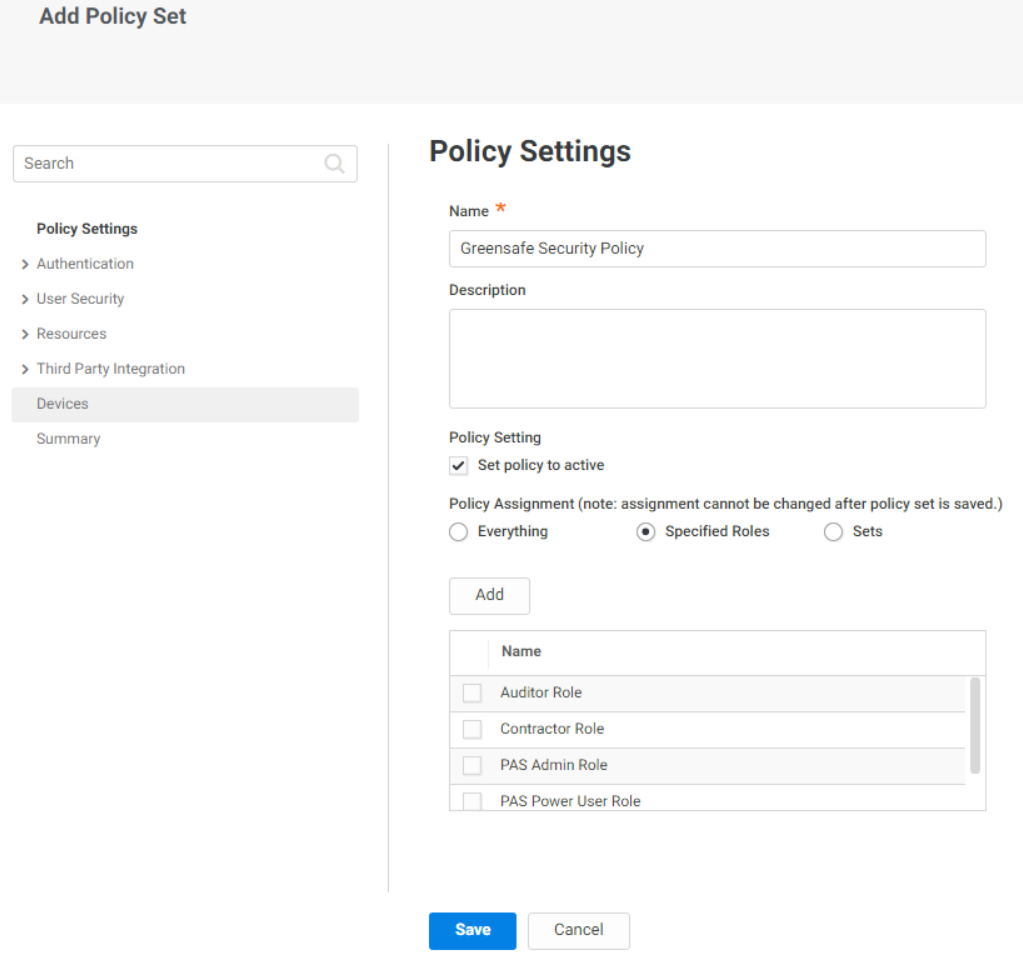 Add Policy Set
Search
Policy Settings
Authentication
User Security
Resources
Third Party Integration
Devices
Summary
Policy Settings
Name *
Greensafe Security Policy
Description
Policy Setting
Set policy to active
Policy Assignment (note: assignment cannot be changed after policy set is saved.)
Everything Specified Roles Sets
Add
Name
Auditor Role
Contractor Role
PAS Admin Role
PAS Power User Role
Save Cancel